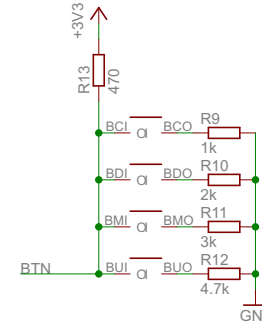 +3V3
R13
470
BCI BCO R9
1k
BDI BDO R10
2k
BMI BMO R11
3k
BTN BUI BUO R12
4.7k
GN